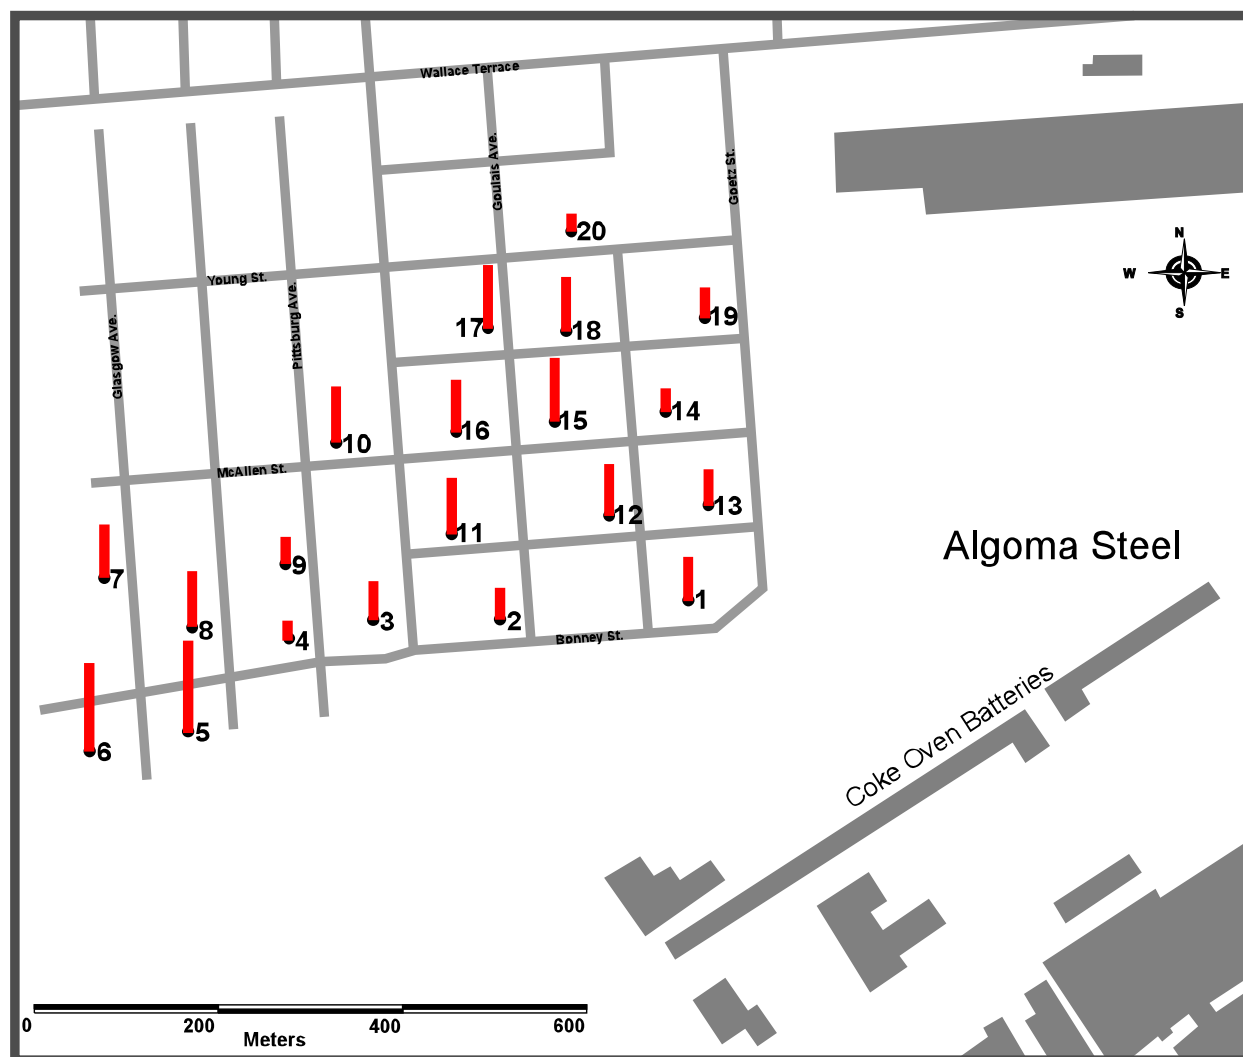 Wallace Terrace
Goulais Ave.
Goetz St.
20
N
W
E
S
Young St.
Pittsburg Ave.
Glasgow Ave.
17
18
19
10
16
15
14
McAllen St.
11
12
13
Algoma Steel
7
9
8
4
3
2
1
Bonney St.
6
5
Coke Oven Batteries
0
200
400
600
Meters